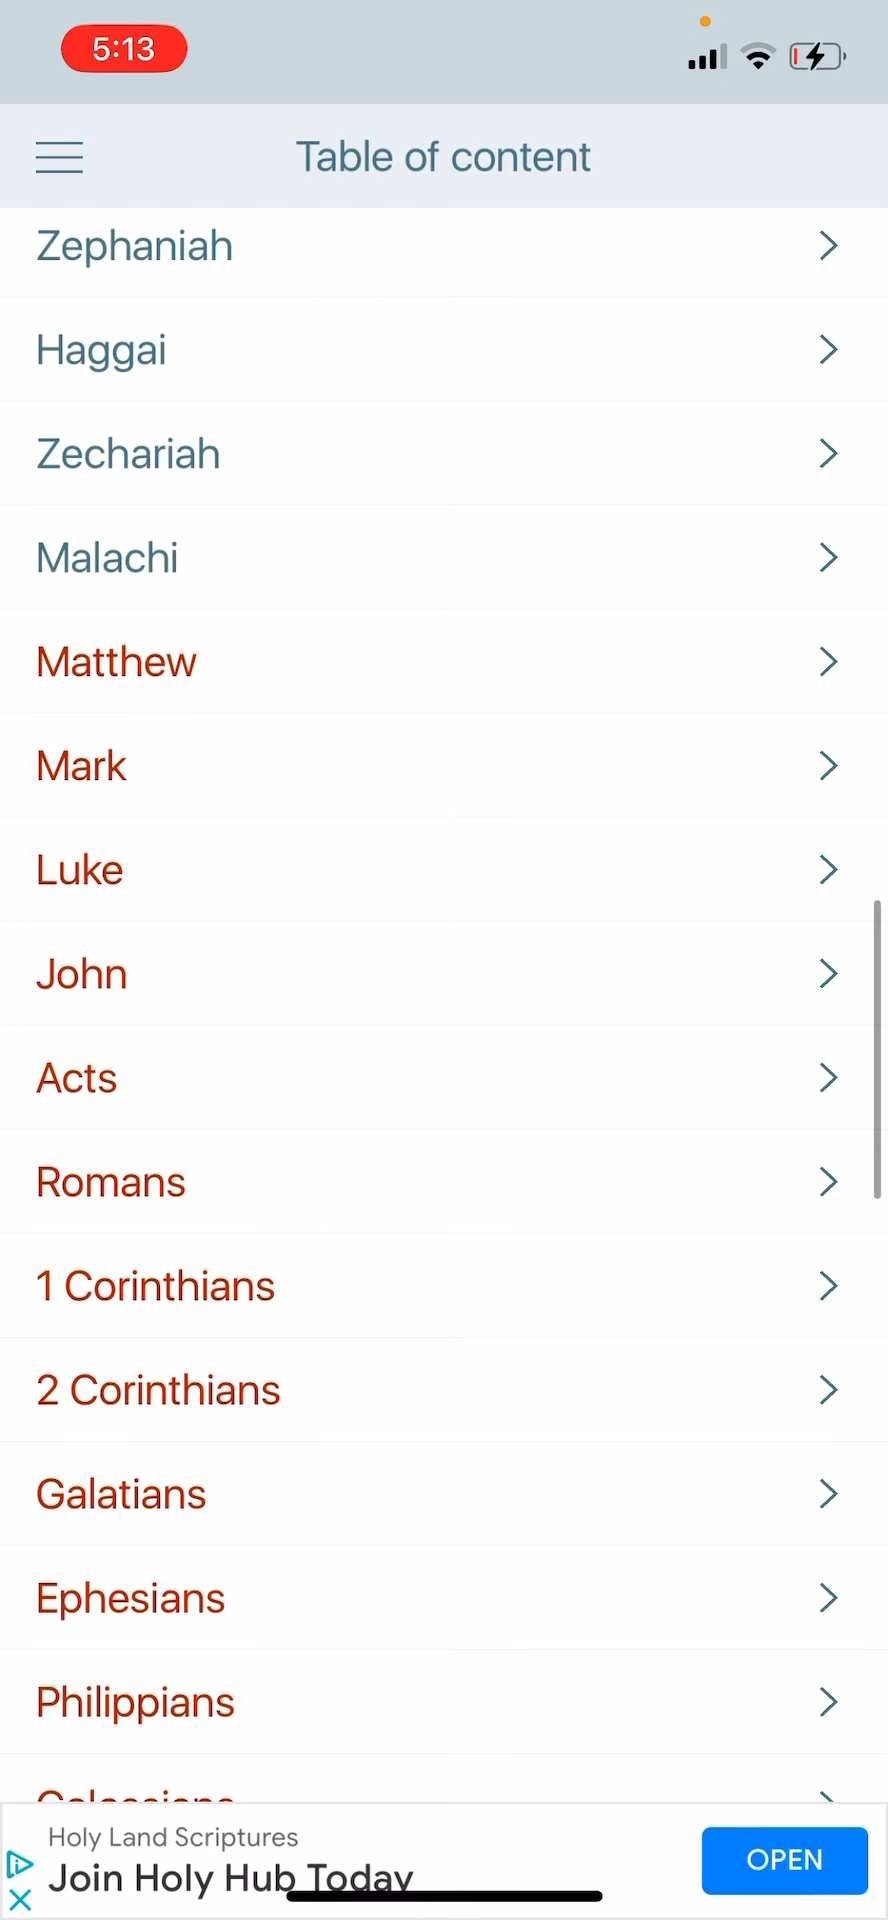 5:13
Table of content
Zephaniah
Haggai
Zechariah
Malachi
Matthew
Mark
Luke
John
Acts
Romans
1 Corinthians
2 Corinthians
Galatians
Ephesians
Philippians
Colossians
Holy Land Scriptures
Join Holy Hub Today
OPEN